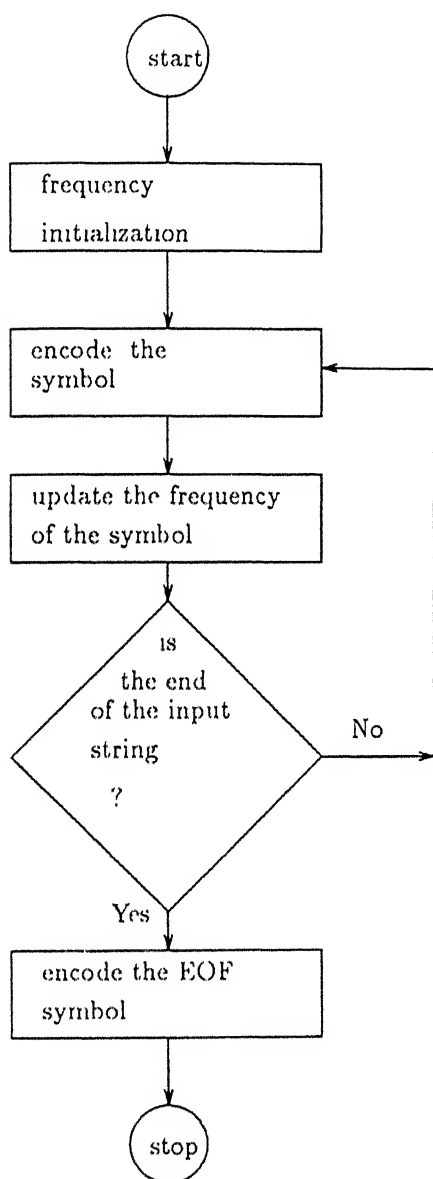 start
frequency
initialization
encode the
symbol
update the frequency
of the symbol
is
the end
of the input
string
?
No
Yes
encode the EOF
symbol
stop